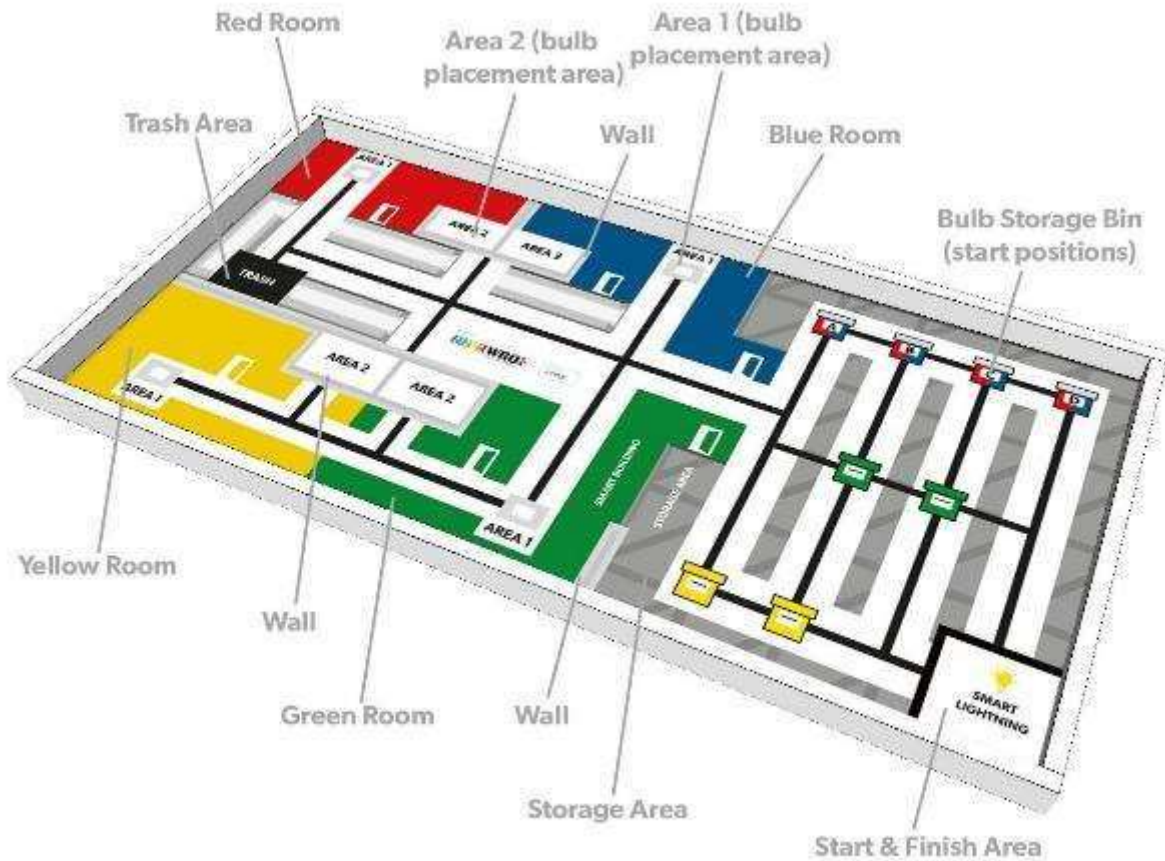 Red Room
Area 2 (bulb
placement area)
Area 1 (bulb
placement area)
Trash Area
Wall
Blue Room
Bulb Storage Bin
(start positions)
AREA 1
AREA 2
AREA 2
AREA 1
TRASH
A
D
AREA 2
AREA 2
AREA 1
SMART BUILDING
STORAGE AREA
AREA 1
Yellow Room
Wall
Green Room
Wall
SMART
LIGHTNING
Storage Area
Start & Finish Area